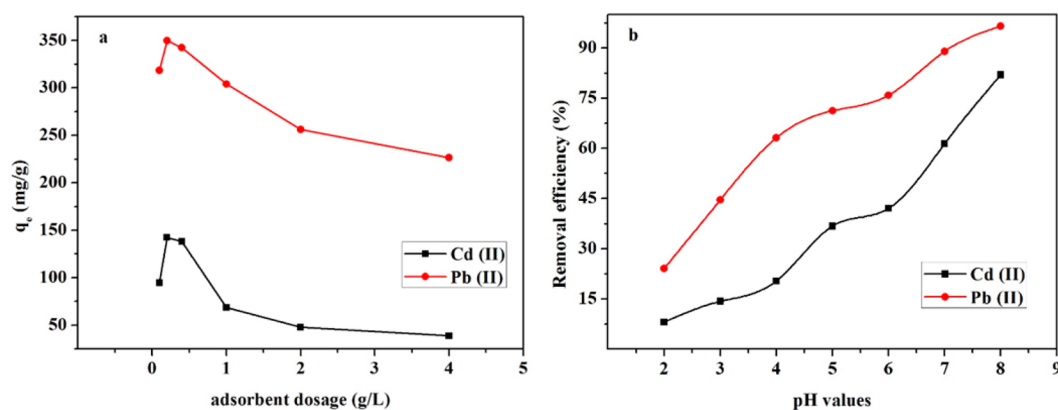 a
350
300
250
200
150
100
50
qe (mg/g)
Cd (II)
Pb (II)
0 1 2 3 4 5
adsorbent dosage (g/L)
b
90
75
60
45
30
15
Removal efficiency (%)
Cd (II)
Pb (II)
2 3 4 5 6 7 8 9
pH values